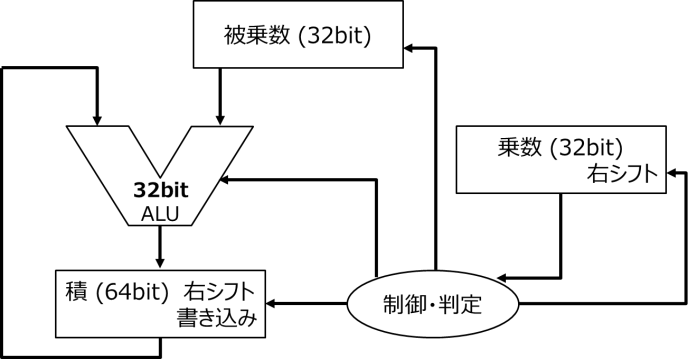 被乗数 (32bit)
乗数 (32bit)
右シフト
32bit
ALU
積 (64bit) 右シフト
書き込み
制御・判定